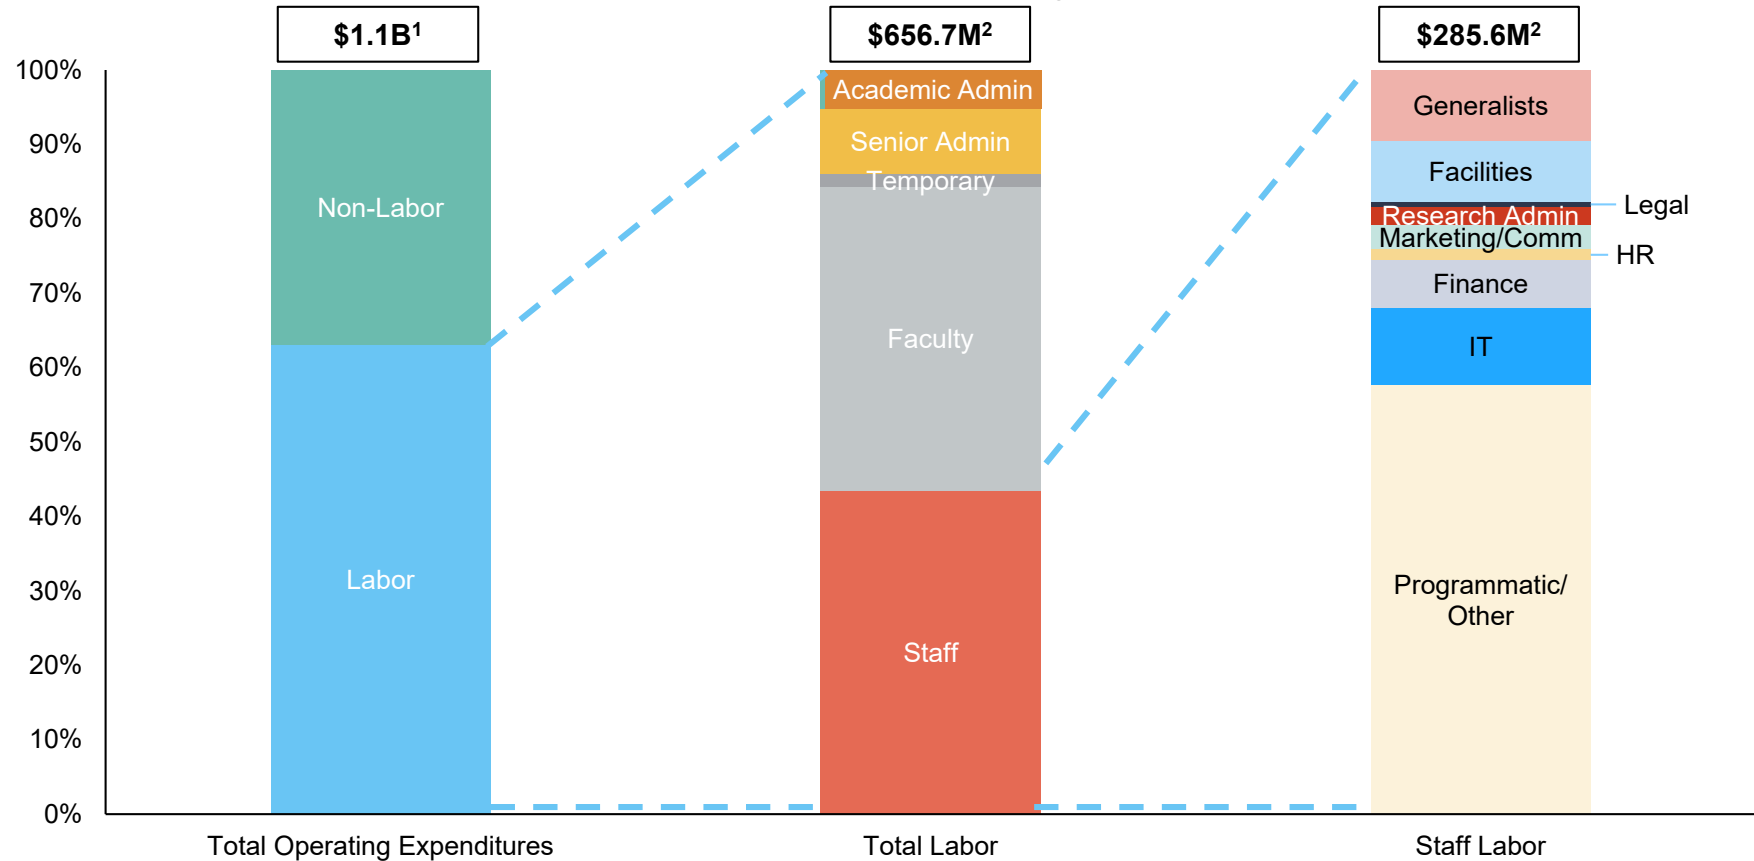 $1.1B¹
$656.7M²
$285.6M²
100%
90%
80%
70%
60%
50%
40%
30%
20%
10%
0%
Non-Labor
Labor
Academic Admin
Senior Admin
Temporary
Faculty
Staff
Generalists
Facilities
Legal
Research Admin
Marketing/Comm
HR
Finance
IT
Programmatic/
Other
Total Operating Expenditures
Total Labor
Staff Labor